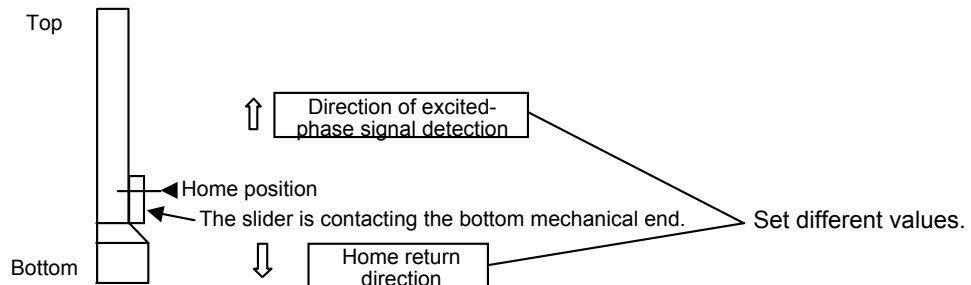 Top
Direction of excited-
phase signal detection
Home position
The slider is contacting the bottom mechanical end.
Set different values.
Bottom
Home return
direction